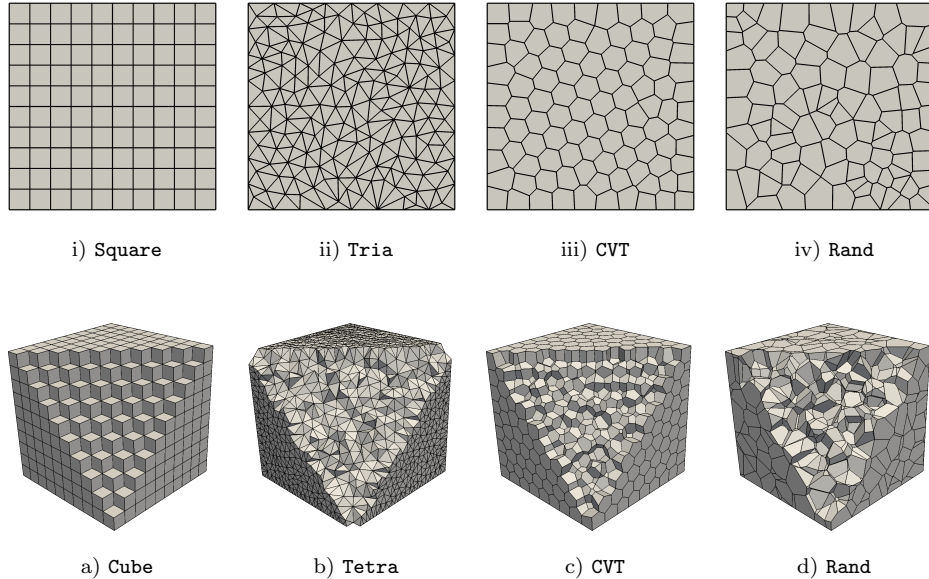 i) Square
ii) Tria
iii) CVT
iv) Rand
a) Cube
b) Tetra
c) CVT
d) Rand